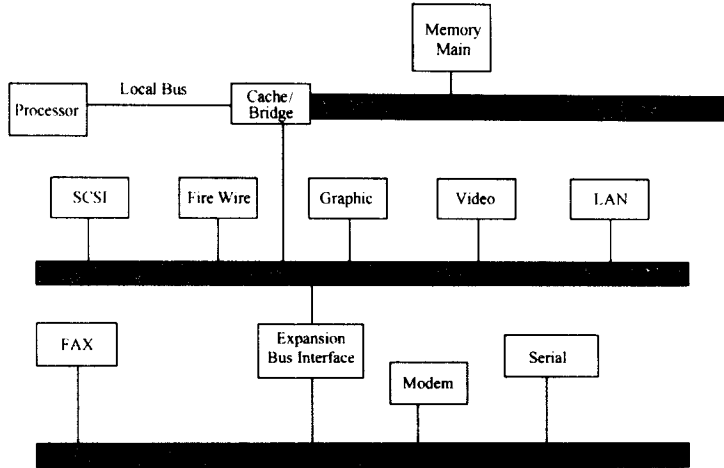 Memory
Main
Local Bus
Processor
Cache/
Bridge
SCSI
Fire Wire
Graphic
Video
LAN
FAX
Expansion
Bus Interface
Modem
Serial